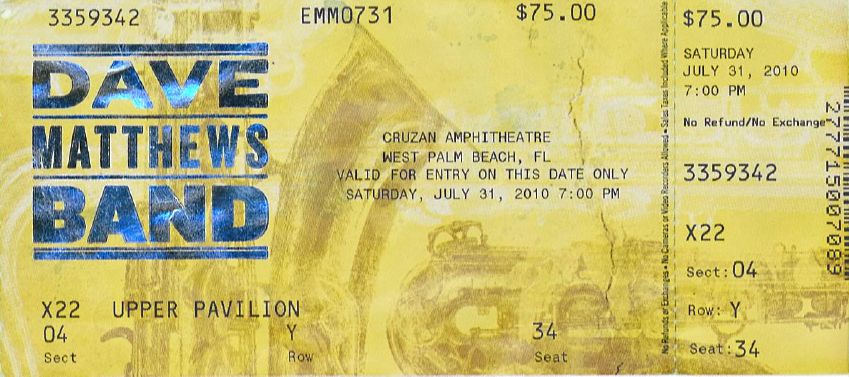 3359342 EMM0731 $75.00
DAVE
MATTHEWS
BAND
CRUZAN AMPHITHEATRE
WEST PALM BEACH, FL
VALID FOR ENTRY ON THIS DATE ONLY
SATURDAY, JULY 31, 2010 7:00 PM
X22 UPPER PAVILION
04 Y 34
Sect Row Seat
No Refunds or Exchanges • No Cameras or Video Recorders Allowed • Sales Taxes Included Where Applicable
$75.00
SATURDAY
JULY 31, 2010
7:00 PM
No Refund/No Exchange
3359342
X22
Sect: 04
Row: Y
Seat: 34
277715007089